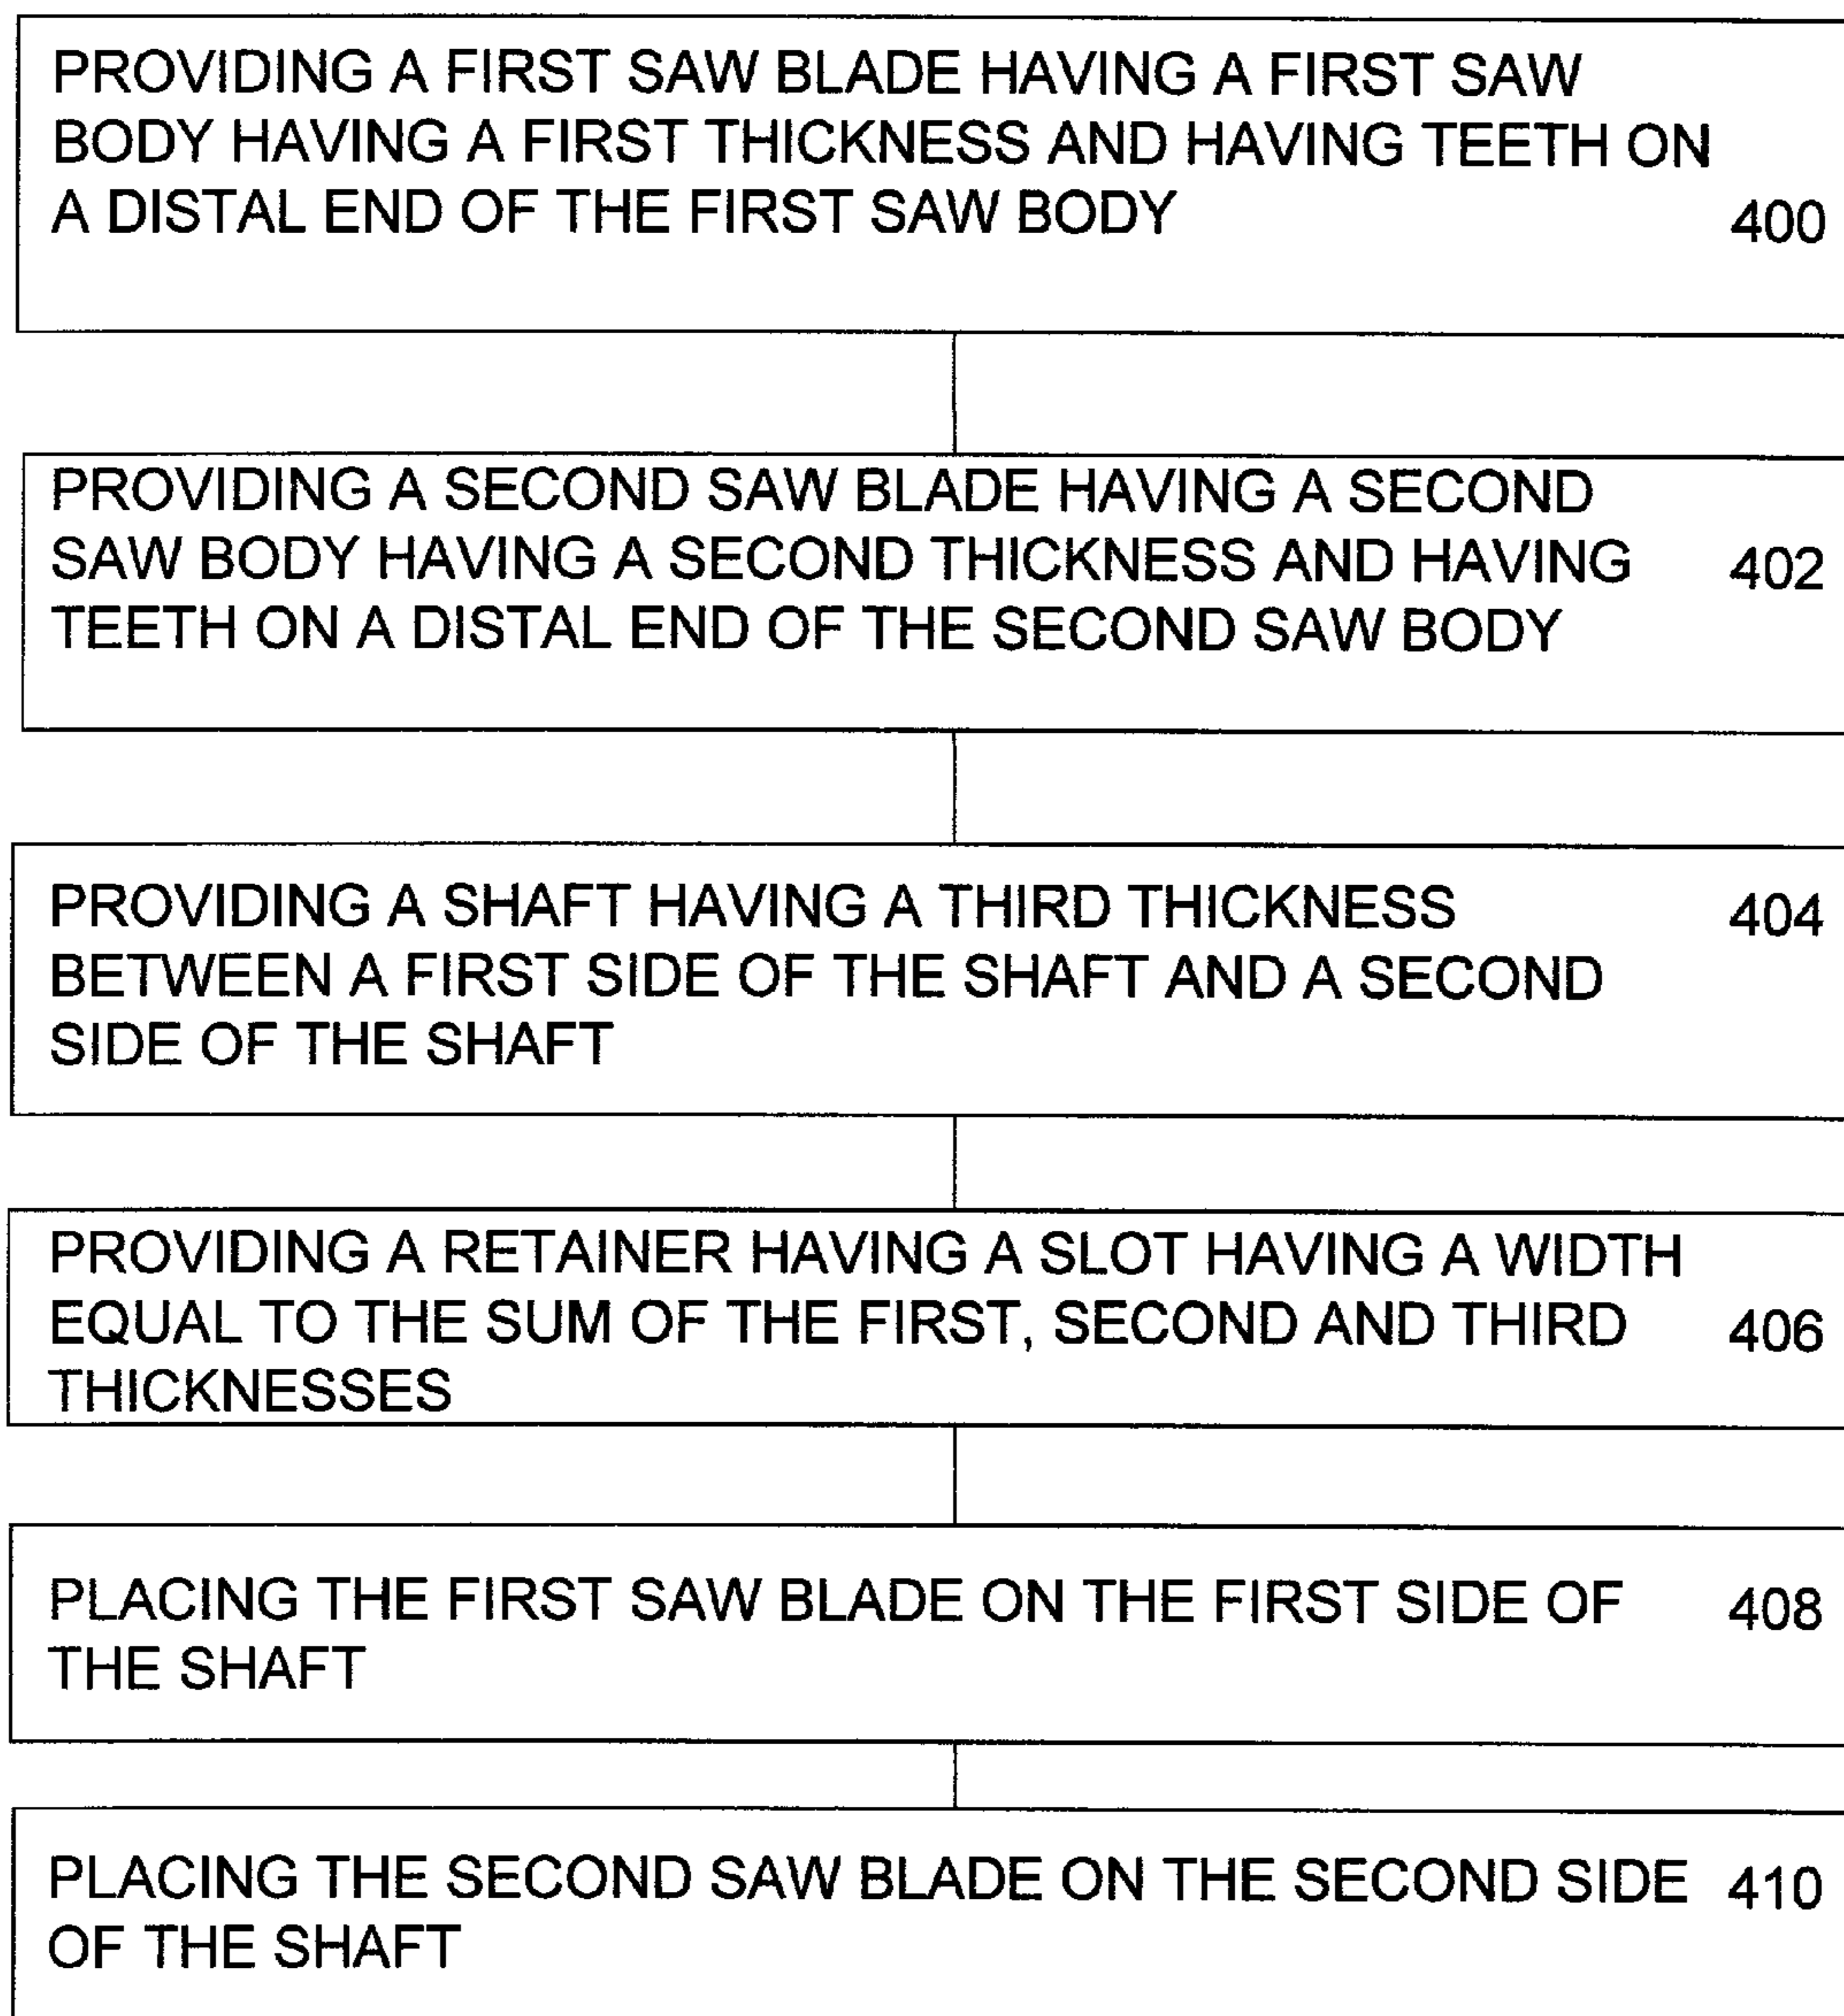 PROVIDING A FIRST SAW BLADE HAVING A FIRST SAW
BODY HAVING A FIRST THICKNESS AND HAVING TEETH ON
A DISTAL END OF THE FIRST SAW BODY 400
PROVIDING A SECOND SAW BLADE HAVING A SECOND
SAW BODY HAVING A SECOND THICKNESS AND HAVING 402
TEETH ON A DISTAL END OF THE SECOND SAW BODY
PROVIDING A SHAFT HAVING A THIRD THICKNESS 404
BETWEEN A FIRST SIDE OF THE SHAFT AND A SECOND
SIDE OF THE SHAFT
PROVIDING A RETAINER HAVING A SLOT HAVING A WIDTH
EQUAL TO THE SUM OF THE FIRST, SECOND AND THIRD 406
THICKNESSES
PLACING THE FIRST SAW BLADE ON THE FIRST SIDE OF 408
THE SHAFT
PLACING THE SECOND SAW BLADE ON THE SECOND SIDE 410
OF THE SHAFT